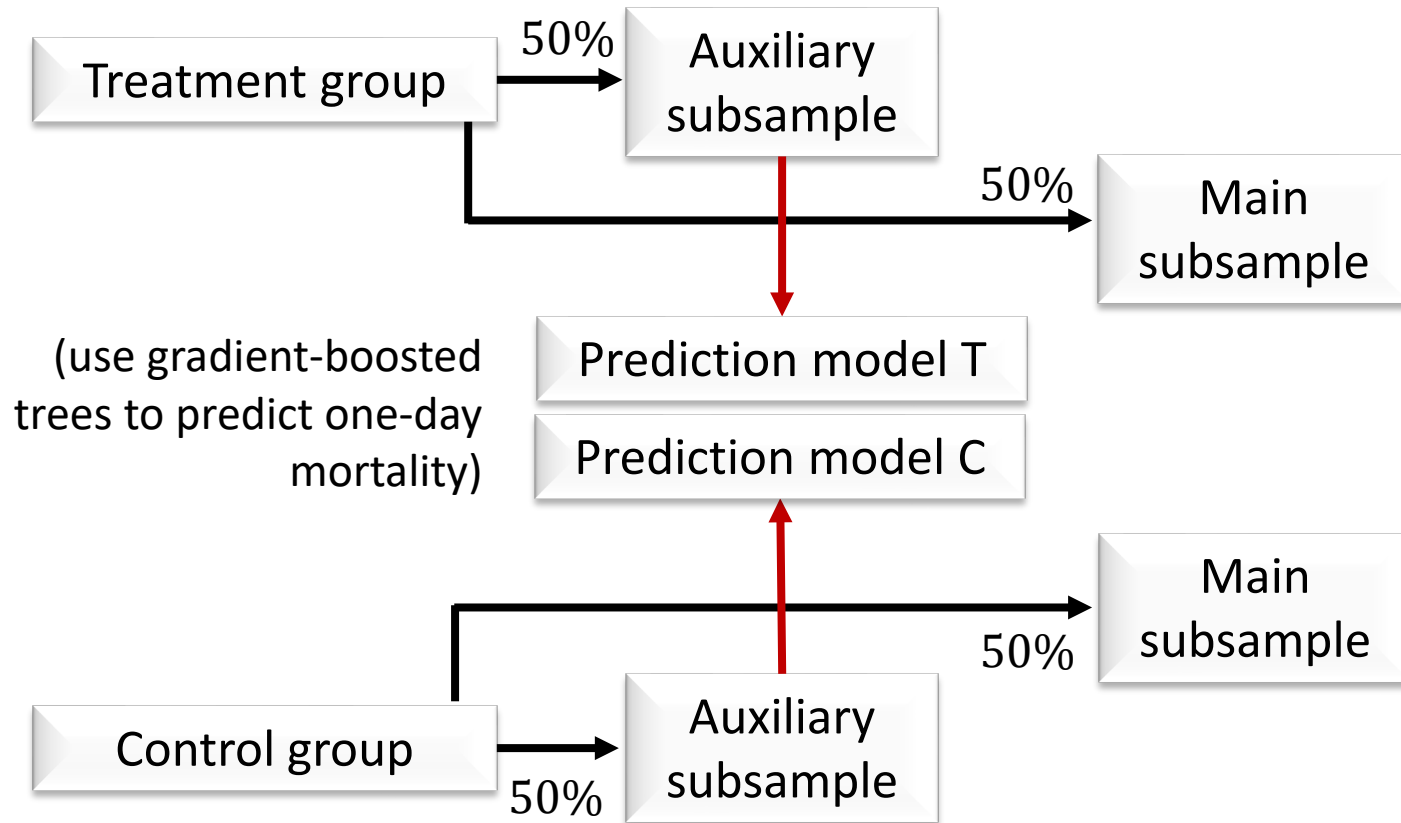 50%
Treatment group
Auxiliary
subsample
50%
Main
subsample
(use gradient-boosted
trees to predict one-day
mortality)
Prediction model T
Prediction model C
Main
subsample
50%
Control group
50%
Auxiliary
subsample